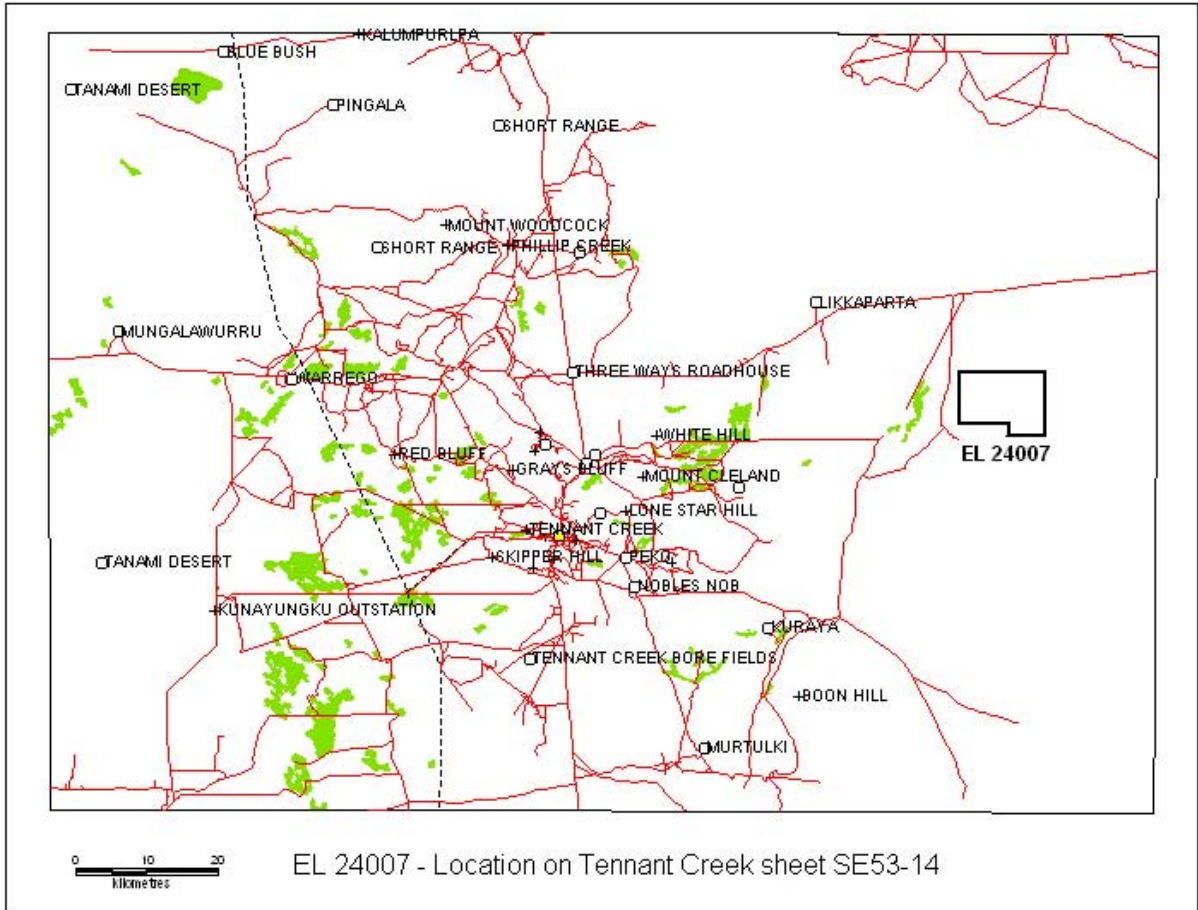 KALUMPURLPA
BLUE BUSH
TANAMI DESERT
PINGALA
SHORT RANGE
MOUNT WOODCOCK
SHORT RANGE
PHILLIP CREEK
LIKKAPARTA
MUNGALAWURRU
THREE WAYS ROADHOUSE
WARREGO
WHITE HILL
RED BLUFF
EL 24007
GRAYS BLUFF
MOUNT CLELAND
LONE STAR HILL
TENNANT CREEK
TANAMI DESERT
SKIPPER HILL
PEKO
NOBLES NOB
KUNAYUNGKU OUTSTATION
KURAYA
TENNANT CREEK BORE FIELDS
BOON HILL
MURTULKI
0 10 20
kilometres
EL 24007 - Location on Tennant Creek sheet SE53-14